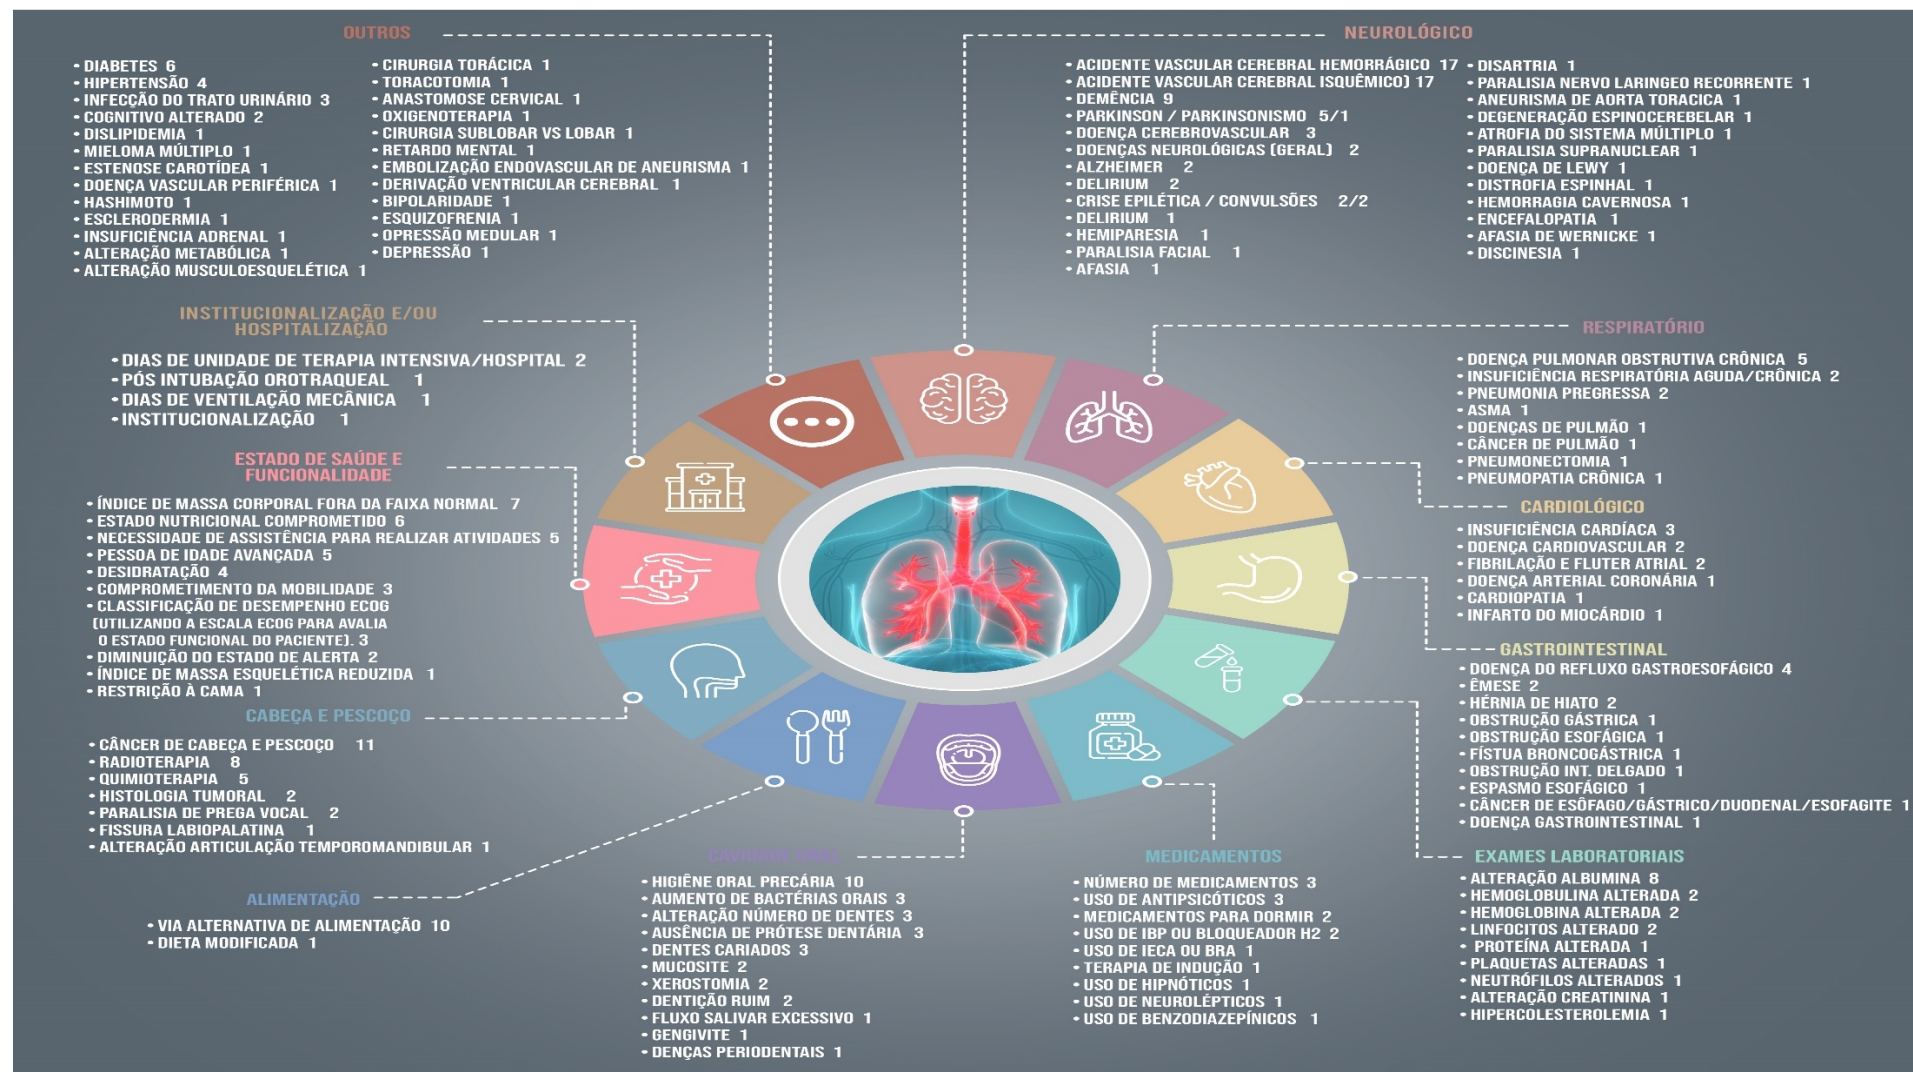 OUTROS
• DIABETES 6
• HIPERTENSÃO 4
• INFECÇÃO DO TRATO URINÁRIO 3
• COGNITIVO ALTERADO 2
• DISLIPIDEMIA 1
• MIELOMA MÚLTIPLO 1
• ESTENOSE CAROTÍDEA 1
• DOENÇA VASCULAR PERIFÉRICA 1
• HASHIMOTO 1
• ESCLERODERMIA 1
• INSUFICIÊNCIA ADRENAL 1
• ALTERAÇÃO METABÓLICA 1
• ALTERAÇÃO MUSCULOESQUELÉTICA 1
• CIRURGIA TORÁCICA 1
• TORACOTOMIA 1
• ANASTOMOSE CERVICAL 1
• OXIGENOTERAPIA 1
• CIRURGIA SUBLOBAR VS LOBAR 1
• RETARDO MENTAL 1
• EMBOLIZAÇÃO ENDOVASCULAR DE ANEURISMA 1
• DERIVAÇÃO VENTRICULAR CEREBRAL 1
• BIPOLARIDADE 1
• ESQUIZOFRENIA 1
• OPRESSÃO MEDULAR 1
• DEPRESSÃO 1
NEUROLÓGICO
• ACIDENTE VASCULAR CEREBRAL HEMORRÁGICO 17
• ACIDENTE VASCULAR CEREBRAL ISQUÊMICO) 17
• DEMÊNCIA 9
• PARKINSON / PARKINSONISMO 5/1
• DOENÇA CEREBROVASCULAR 3
• DOENÇAS NEUROLÓGICAS (GERAL) 2
• ALZHEIMER 2
• DELIRIUM 2
• CRISE EPILÉTICA / CONVULSÕES 2/2
• DELIRIUM 1
• HEMIPARESIA 1
• PARALISIA FACIAL 1
• AFASIA 1
• DISARTRIA 1
• PARALISIA NERVO LARINGEO RECORRENTE 1
• ANEURISMA DE AORTA TORACICA 1
• DEGENERAÇÃO ESPINOCEREBELAR 1
• ATROFIA DO SISTEMA MÚLTIPLO 1
• PARALISIA SUPRANUCLEAR 1
• DOENÇA DE LEWY 1
• DISTROFIA ESPINHAL 1
• HEMORRAGIA CAVERNOSA 1
• ENCEFALOPATIA 1
• AFASIA DE WERNICKE 1
• DISCINESIA 1
INSTITUCIONALIZAÇÃO E/OU
HOSPITALIZAÇÃO
• DIAS DE UNIDADE DE TERAPIA INTENSIVA/HOSPITAL 2
• PÓS INTUBAÇÃO OROTRAQUEAL 1
• DIAS DE VENTILAÇÃO MECÂNICA 1
• INSTITUCIONALIZAÇÃO 1
RESPIRATÓRIO
• DOENÇA PULMONAR OBSTRUTIVA CRÔNICA 5
• INSUFICIÊNCIA RESPIRATÓRIA AGUDA/CRÔNICA 2
• PNEUMONIA PREGRESSA 2
• ASMA 1
• DOENÇAS DE PULMÃO 1
• CÂNCER DE PULMÃO 1
• PNEUMONECTOMIA 1
• PNEUMOPATIA CRÔNICA 1
ESTADO DE SAÚDE E
FUNCIONALIDADE
• ÍNDICE DE MASSA CORPORAL FORA DA FAIXA NORMAL 7
• ESTADO NUTRICIONAL COMPROMETIDO 6
• NECESSIDADE DE ASSISTÊNCIA PARA REALIZAR ATIVIDADES 5
• PESSOA DE IDADE AVANÇADA 5
• DESIDRATAÇÃO 4
• COMPROMETIMENTO DA MOBILIDADE 3
• CLASSIFICAÇÃO DE DESEMPENHO ECOG
(UTILIZANDO A ESCALA ECOG PARA AVALIA
O ESTADO FUNCIONAL DO PACIENTE). 3
• DIMINUIÇÃO DO ESTADO DE ALERTA 2
• ÍNDICE DE MASSA ESQUELÉTICA REDUZIDA 1
• RESTRIÇÃO À CAMA 1
CARDIOLÓGICO
• INSUFICIÊNCIA CARDÍACA 3
• DOENÇA CARDIOVASCULAR 2
• FIBRILAÇÃO E FLUTER ATRIAL 2
• DOENÇA ARTERIAL CORONÁRIA 1
• CARDIOPATIA 1
• INFARTO DO MIOCÁRDIO 1
GASTROINTESTINAL
• DOENÇA DO REFLUXO GASTROESOFÁGICO 4
• ÊMESE 2
• HÉRNIA DE HIATO 2
• OBSTRUÇÃO GÁSTRICA 1
• OBSTRUÇÃO ESOFÁGICA 1
• FÍSTUA BRONCOGÁSTRICA 1
• OBSTRUÇÃO INT. DELGADO 1
• ESPASMO ESOFÁGICO 1
• CÂNCER DE ESÔFAGO/GÁSTRICO/DUODENAL/ESOFAGITE 1
• DOENÇA GASTROINTESTINAL 1
CABEÇA E PESCOÇO
• CÂNCER DE CABEÇA E PESCOÇO 11
• RADIOTERAPIA 8
• QUIMIOTERAPIA 5
• HISTOLOGIA TUMORAL 2
• PARALISIA DE PREGA VOCAL 2
• FISSURA LABIOPALATINA 1
• ALTERAÇÃO ARTICULAÇÃO TEMPOROMANDIBULAR 1
ALIMENTAÇÃO
• VIA ALTERNATIVA DE ALIMENTAÇÃO 10
• DIETA MODIFICADA 1
CAVIDADE ORAL
• HIGIÊNE ORAL PRECÁRIA 10
• AUMENTO DE BACTÉRIAS ORAIS 3
• ALTERAÇÃO NÚMERO DE DENTES 3
• AUSÊNCIA DE PRÓTESE DENTÁRIA 3
• DENTES CARIADOS 3
• MUCOSITE 2
• XEROSTOMIA 2
• DENTIÇÃO RUIM 2
• FLUXO SALIVAR EXCESSIVO 1
• GENGIVITE 1
• DENÇAS PERIODENTAIS 1
MEDICAMENTOS
• NÚMERO DE MEDICAMENTOS 3
• USO DE ANTIPSICÓTICOS 3
• MEDICAMENTOS PARA DORMIR 2
• USO DE IBP OU BLOQUEADOR H2 2
• USO DE IECA OU BRA 1
• TERAPIA DE INDUÇÃO 1
• USO DE HIPNÓTICOS 1
• USO DE NEUROLÉPTICOS 1
• USO DE BENZODIAZEPÍNICOS 1
EXAMES LABORATORIAIS
• ALTERAÇÃO ALBUMINA 8
• HEMOGLOBULINA ALTERADA 2
• HEMOGLOBINA ALTERADA 2
• LINFOCITOS ALTERADO 2
• PROTEÍNA ALTERADA 1
• PLAQUETAS ALTERADAS 1
• NEUTRÓFILOS ALTERADOS 1
• ALTERAÇÃO CREATININA 1
• HIPERCOLESTEROLEMIA 1